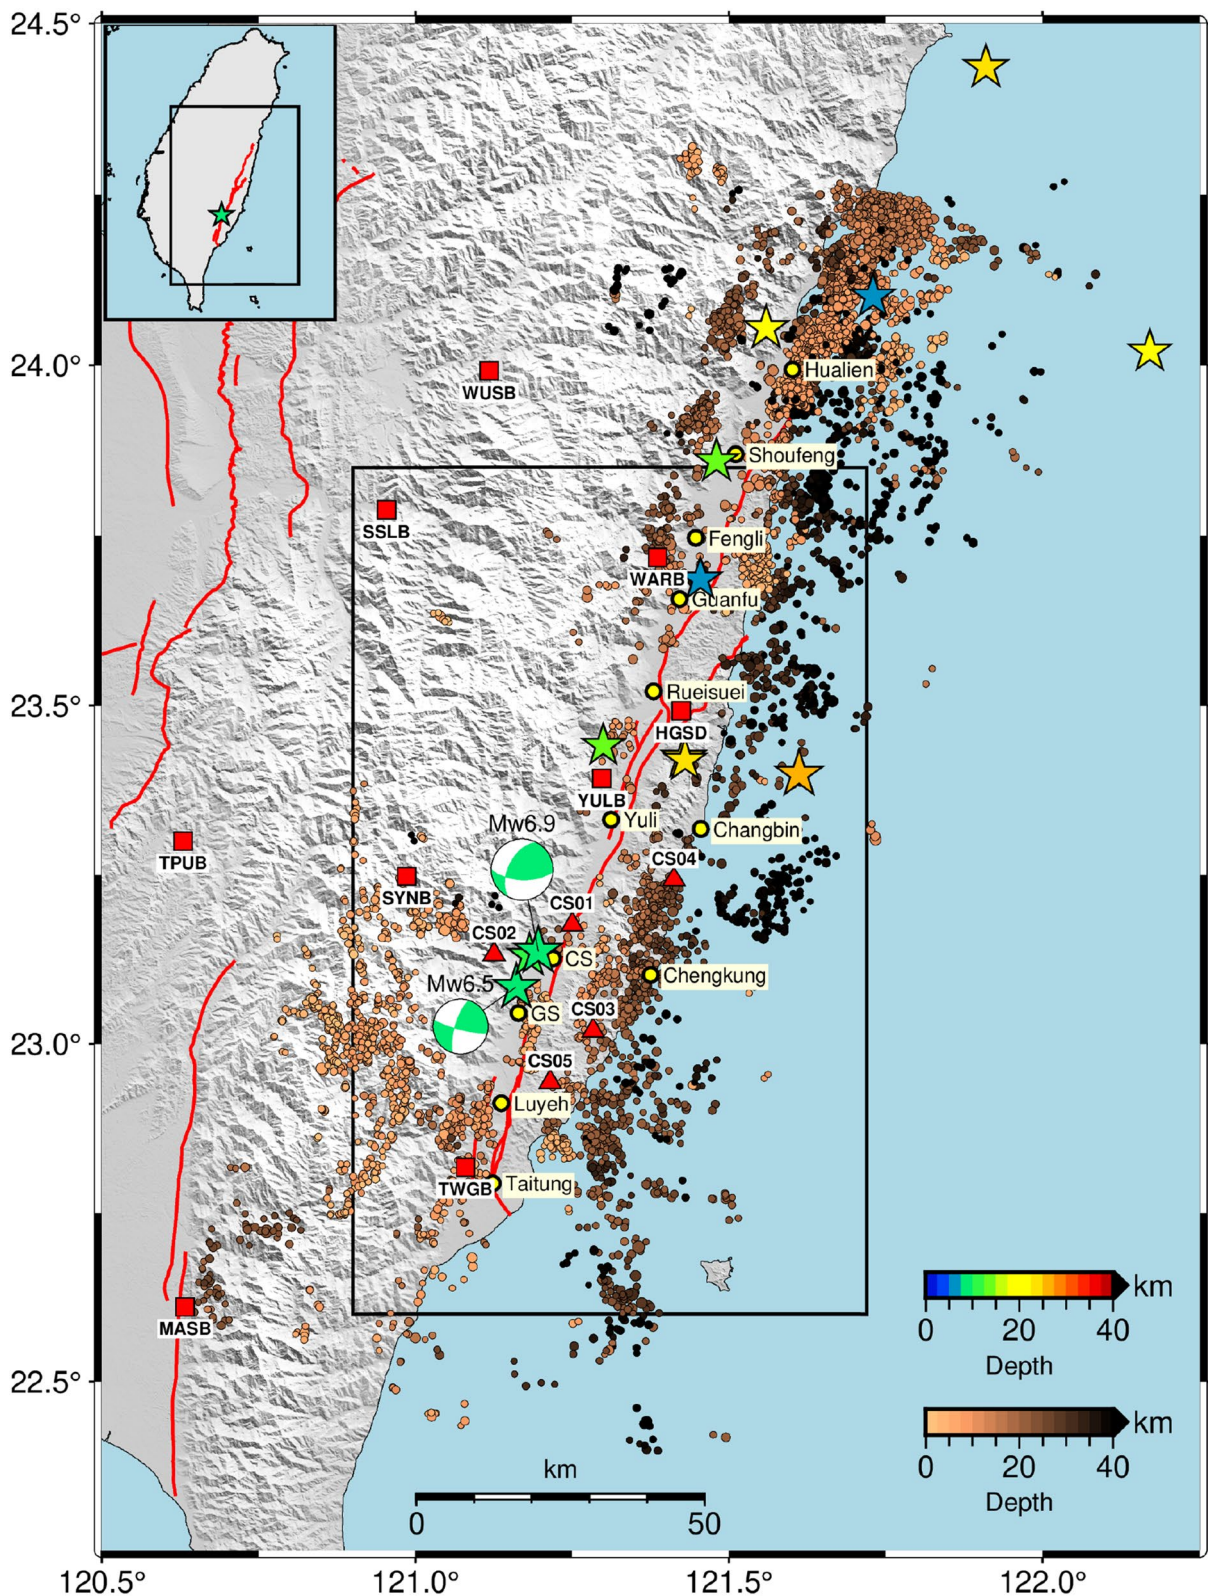 24.5°
24.0°
Hualien
WUSB
Shoufeng
SSLB
Fengli
WARB
Guanfu
23.5°
Rueisuei
HGSD
YULB
Yuli
Changbin
Mw6.9
TPUB
CS04
SYNB
CS01
CS02
CS
Chengkung
Mw6.5
GS
CS03
23.0°
CS05
Luyeh
TWGB
Taitung
MASB
km
0 20 40
Depth
22.5°
km
0 20 40
Depth
km
0 50
120.5° 121.0° 121.5° 122.0°